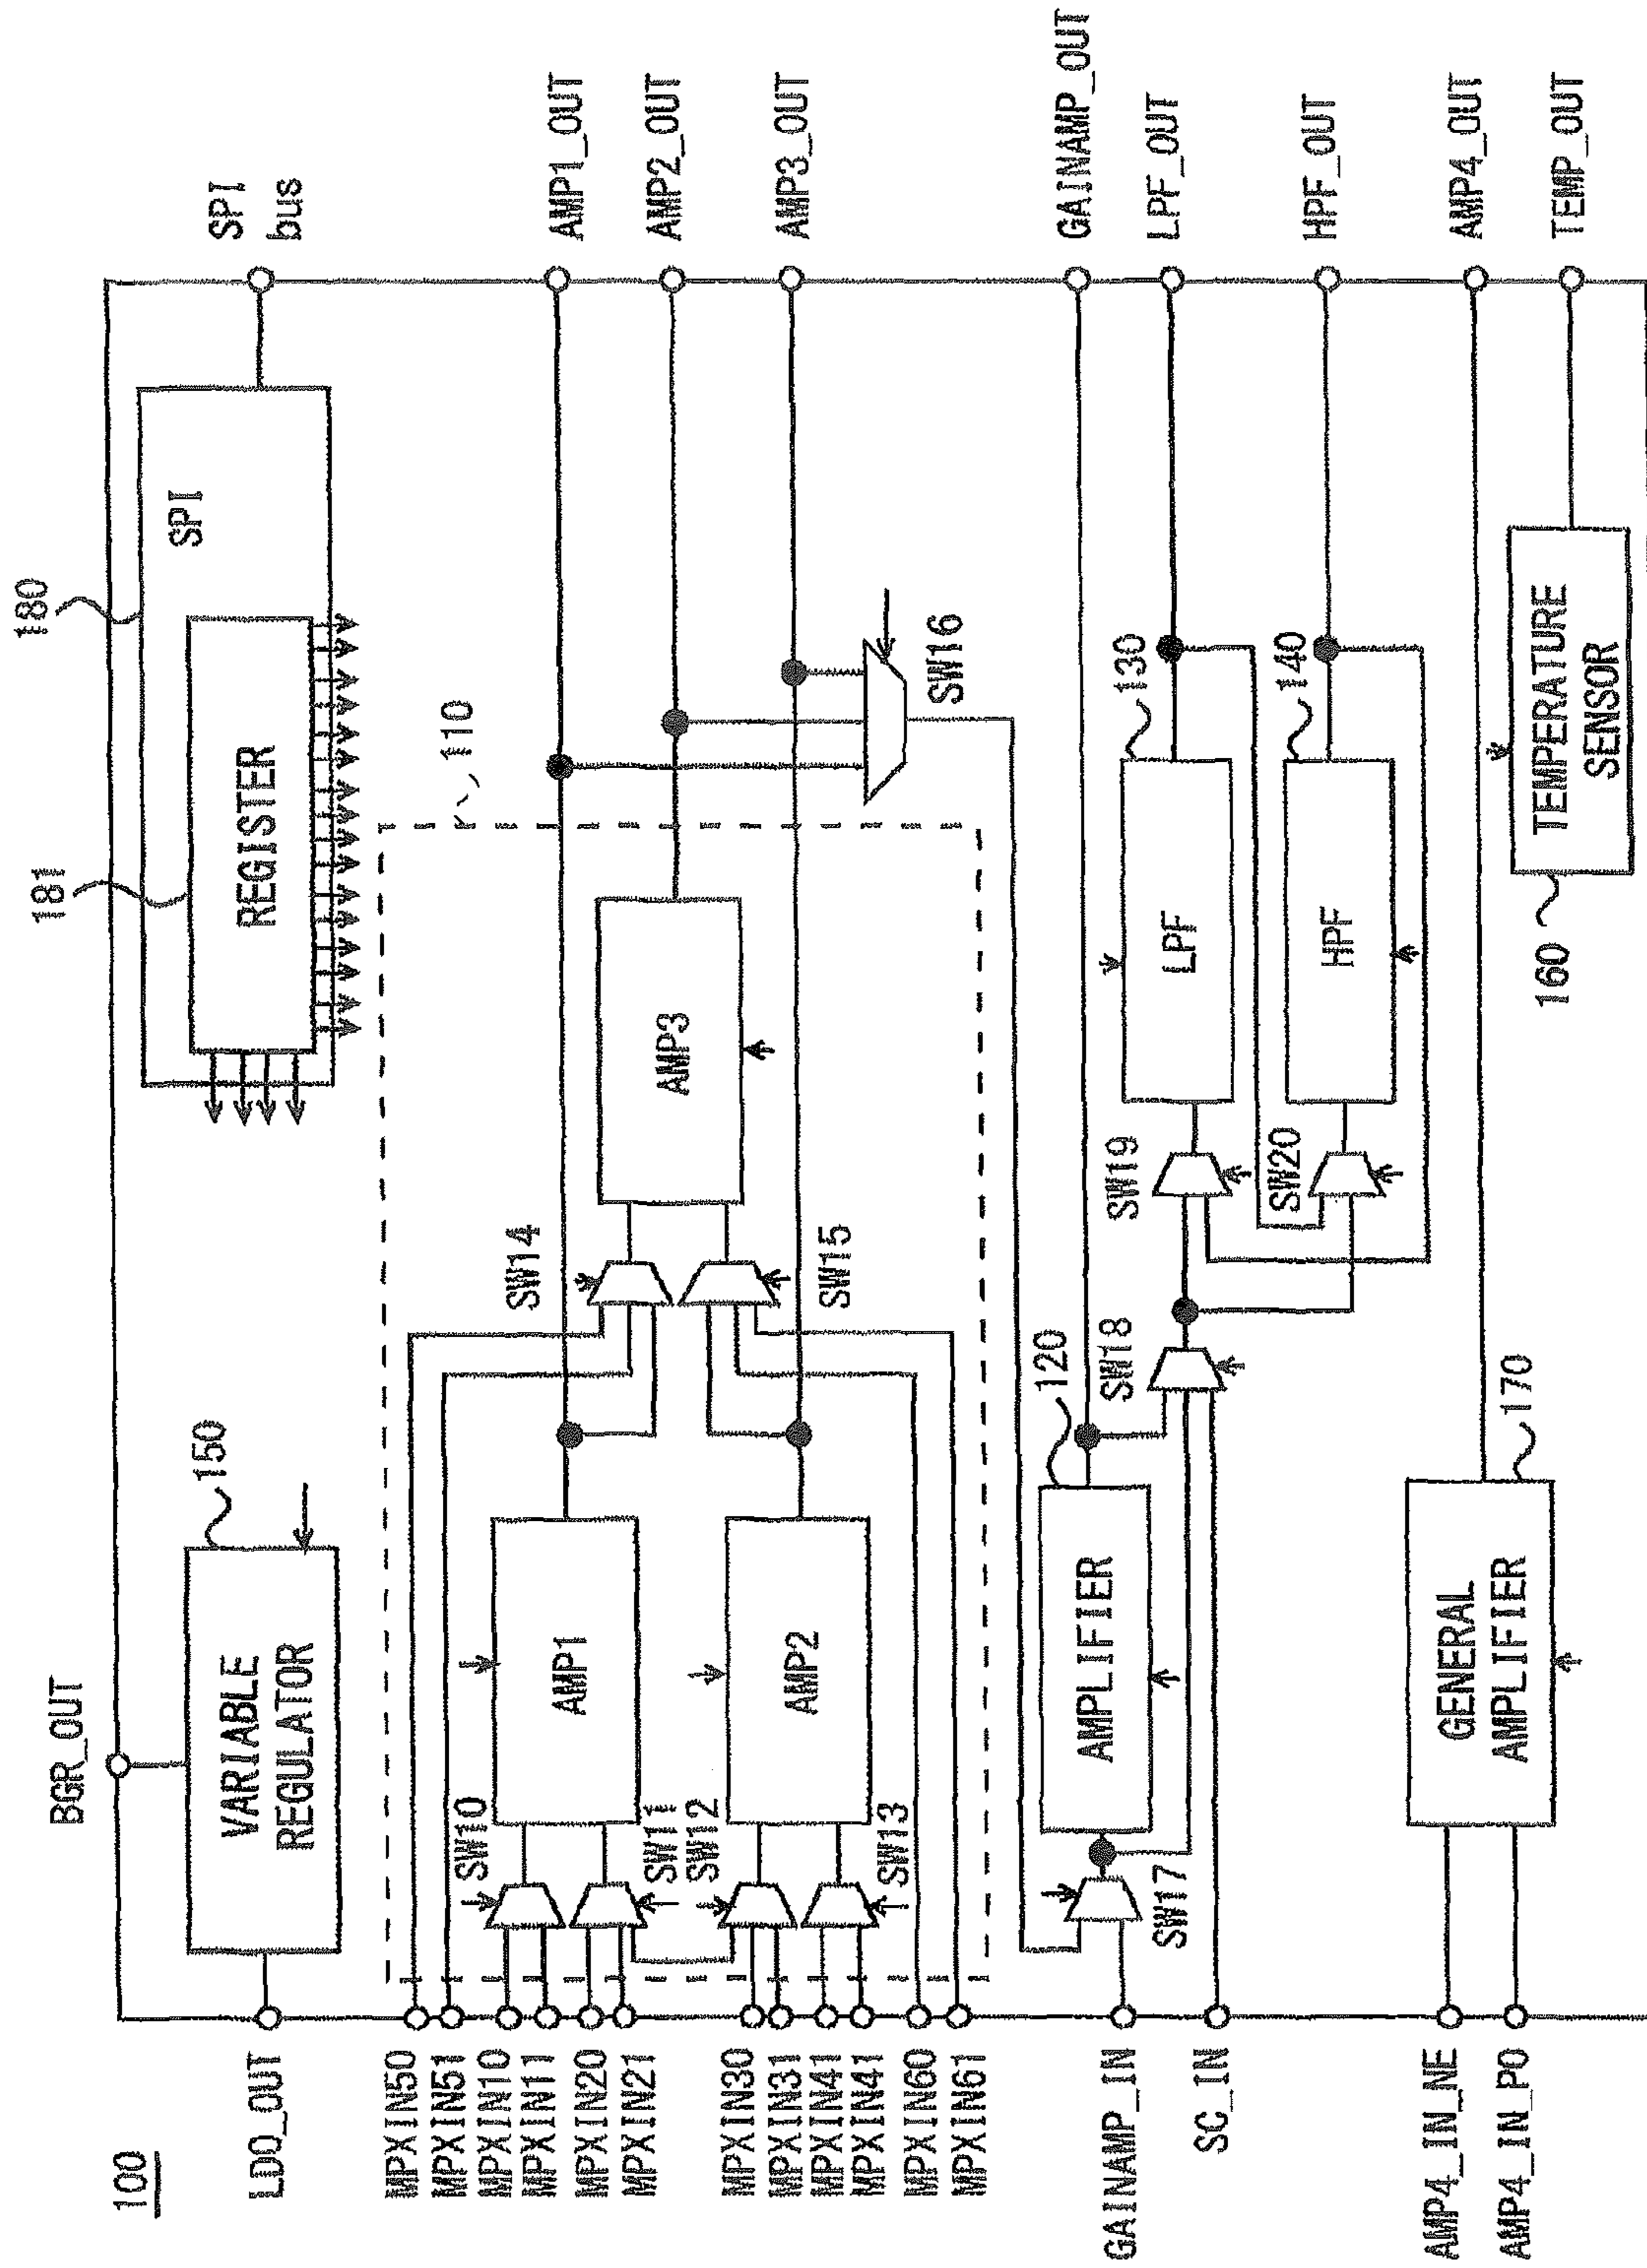 100
BGR_OUT
LDO_OUT
VARIABLE
REGULATOR
150
181
180
REGISTER
SPI
SPI
bus
110
MPXIN50
MPXIN51
MPXIN10
MPXIN11
MPXIN20
MPXIN21
MPXIN30
MPXIN31
MPXIN41
MPXIN41
MPXIN60
MPXIN61
SW10
SW11
SW12
SW13
AMP1
AMP2
SW14
SW15
AMP3
SW16
AMP1_OUT
AMP2_OUT
AMP3_OUT
GAINAMP_IN
SC_IN
SW17
AMPLIFIER
120
SW18
SW19
SW20
LPF
130
HPF
140
GAINAMP_OUT
LPF_OUT
HPF_OUT
AMP4_IN_NE
AMP4_IN_PO
GENERAL
AMPLIFIER
170
160
TEMPERATURE
SENSOR
AMP4_OUT
TEMP_OUT